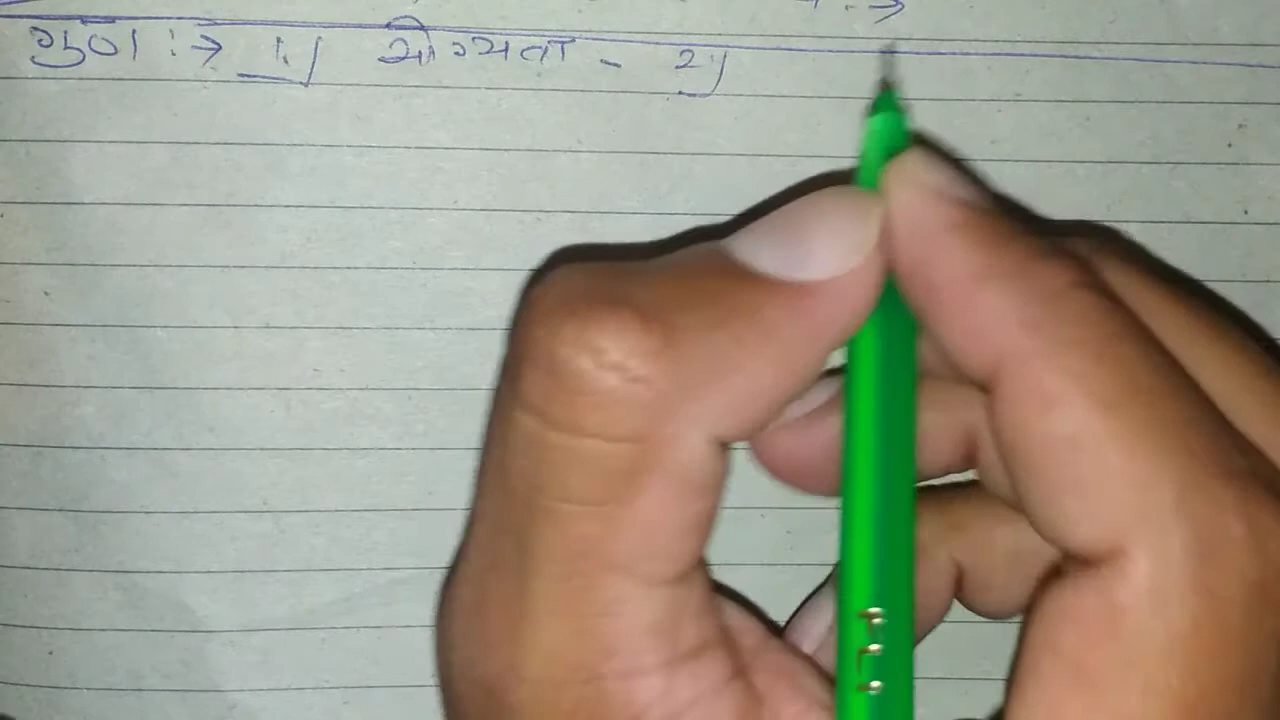 गुण :→ 1) योग्यता - 2)